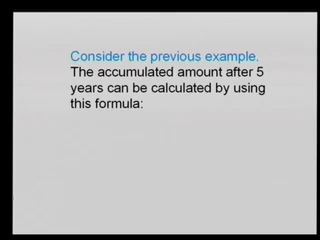 Consider the previous example.
The accumulated amount after 5
years can be calculated by using
this formula: